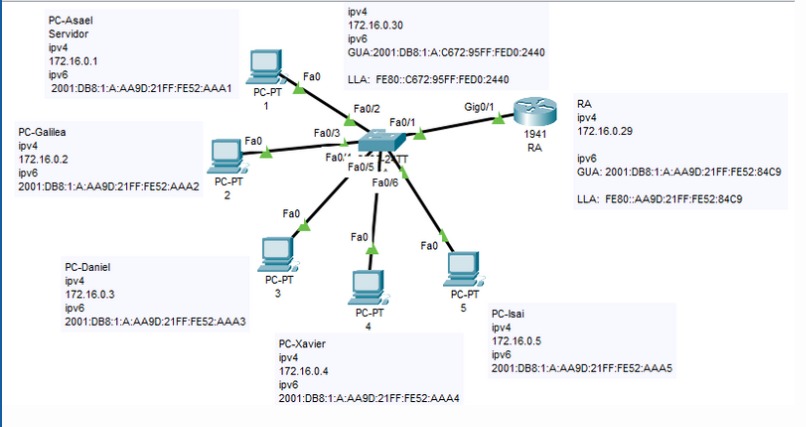 PC-Asael
Servidor
ipv4
172.16.0.1
ipv6
2001:DB8:1:A:AA9D:21FF:FE52:AAA1
ipv4
172.16.0.30
ipv6
GUA:2001:DB8:1:A:C672:95FF:FED0:2440
LLA: FE80::C672:95FF:FED0:2440
PC-PT
1
Fa0
Fa0/2
Fa0/1
Gig0/1
1941
RA
RA
ipv4
172.16.0.29
ipv6
GUA: 2001:DB8:1:A:AA9D:21FF:FE52:84C9
LLA: FE80::AA9D:21FF:FE52:84C9
PC-Galilea
ipv4
172.16.0.2
ipv6
2001:DB8:1:A:AA9D:21FF:FE52:AAA2
PC-PT
2
Fa0
Fa0/3
Fa0/5
Fa0/6
PC-Daniel
ipv4
172.16.0.3
ipv6
2001:DB8:1:A:AA9D:21FF:FE52:AAA3
Fa0
PC-PT
3
Fa0
PC-PT
4
Fa0
PC-PT
5
PC-Xavier
ipv4
172.16.0.4
ipv6
2001:DB8:1:A:AA9D:21FF:FE52:AAA4
PC-Isai
ipv4
172.16.0.5
ipv6
2001:DB8:1:A:AA9D:21FF:FE52:AAA5